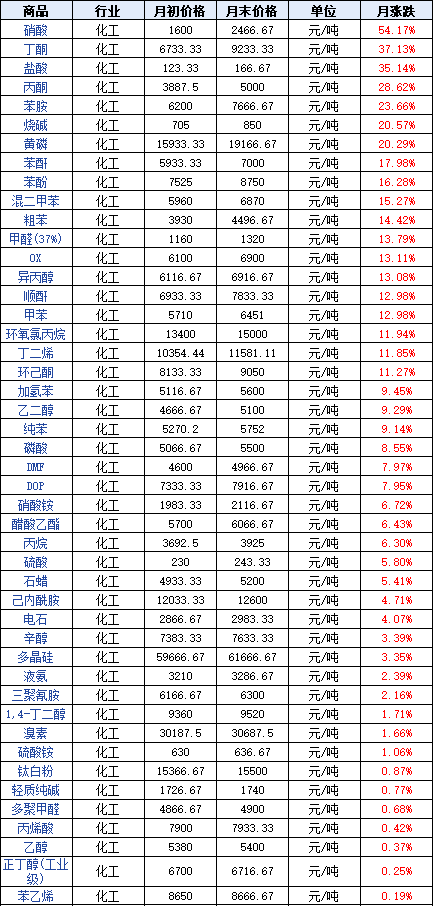 商品 行业 月初价格 月末价格 单位 月涨跌
硝酸 化工 1600 2466.67 元/吨 54.17%
丁酮 化工 6733.33 9233.33 元/吨 37.13%
盐酸 化工 123.33 166.67 元/吨 35.14%
丙酮 化工 3887.5 5000 元/吨 28.62%
苯胺 化工 6200 7666.67 元/吨 23.66%
烧碱 化工 705 850 元/吨 20.57%
黄磷 化工 15933.33 19166.67 元/吨 20.29%
苯酐 化工 5933.33 7000 元/吨 17.98%
苯酚 化工 7525 8750 元/吨 16.28%
混二甲苯 化工 5960 6870 元/吨 15.27%
粗苯 化工 3930 4496.67 元/吨 14.42%
甲醛(37%) 化工 1160 1320 元/吨 13.79%
OX 化工 6100 6900 元/吨 13.11%
异丙醇 化工 6116.67 6916.67 元/吨 13.08%
顺酐 化工 6933.33 7833.33 元/吨 12.98%
甲苯 化工 5710 6451 元/吨 12.98%
环氧氯丙烷 化工 13400 15000 元/吨 11.94%
丁二烯 化工 10354.44 11581.11 元/吨 11.85%
环己酮 化工 8133.33 9050 元/吨 11.27%
加氢苯 化工 5116.67 5600 元/吨 9.45%
乙二醇 化工 4666.67 5100 元/吨 9.29%
纯苯 化工 5270.2 5752 元/吨 9.14%
磷酸 化工 5066.67 5500 元/吨 8.55%
DMF 化工 4600 4966.67 元/吨 7.97%
DOP 化工 7333.33 7916.67 元/吨 7.95%
硝酸铵 化工 1983.33 2116.67 元/吨 6.72%
醋酸乙酯 化工 5700 6066.67 元/吨 6.43%
丙烷 化工 3692.5 3925 元/吨 6.30%
硫酸 化工 230 243.33 元/吨 5.80%
石蜡 化工 4933.33 5200 元/吨 5.41%
己内酰胺 化工 12033.33 12600 元/吨 4.71%
电石 化工 2866.67 2983.33 元/吨 4.07%
辛醇 化工 7383.33 7633.33 元/吨 3.39%
多晶硅 化工 59666.67 61666.67 元/吨 3.35%
液氨 化工 3210 3286.67 元/吨 2.39%
三聚氰胺 化工 6166.67 6300 元/吨 2.16%
1,4-丁二醇 化工 9360 9520 元/吨 1.71%
溴素 化工 30187.5 30687.5 元/吨 1.66%
硫酸铵 化工 630 636.67 元/吨 1.06%
钛白粉 化工 15366.67 15500 元/吨 0.87%
轻质纯碱 化工 1726.67 1740 元/吨 0.77%
多聚甲醛 化工 4866.67 4900 元/吨 0.68%
丙烯酸 化工 7900 7933.33 元/吨 0.42%
乙醇 化工 5380 5400 元/吨 0.37%
正丁醇(工业
级) 化工 6700 6716.67 元/吨 0.25%
苯乙烯 化工 8650 8666.67 元/吨 0.19%